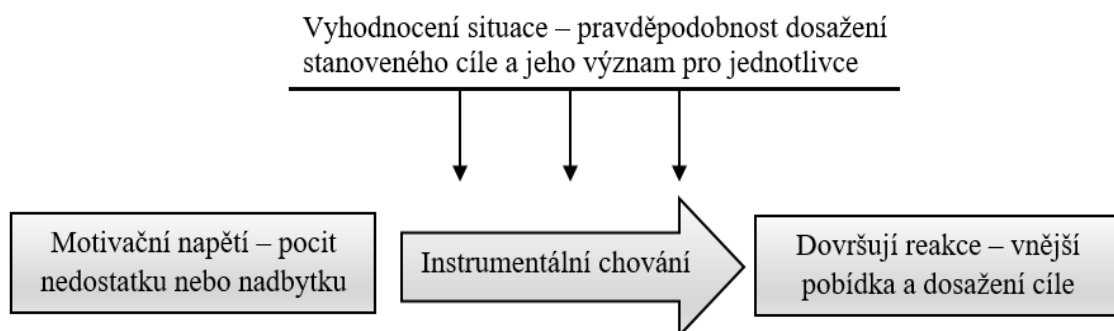 Vyhodnocení situace – pravděpodobnost dosažení
stanoveného cíle a jeho význam pro jednotlivce
Motivační napětí – pocit
nedostatku nebo nadbytku
Instrumentální chování
Dovršují reakce – vnější
pobídka a dosažení cíle